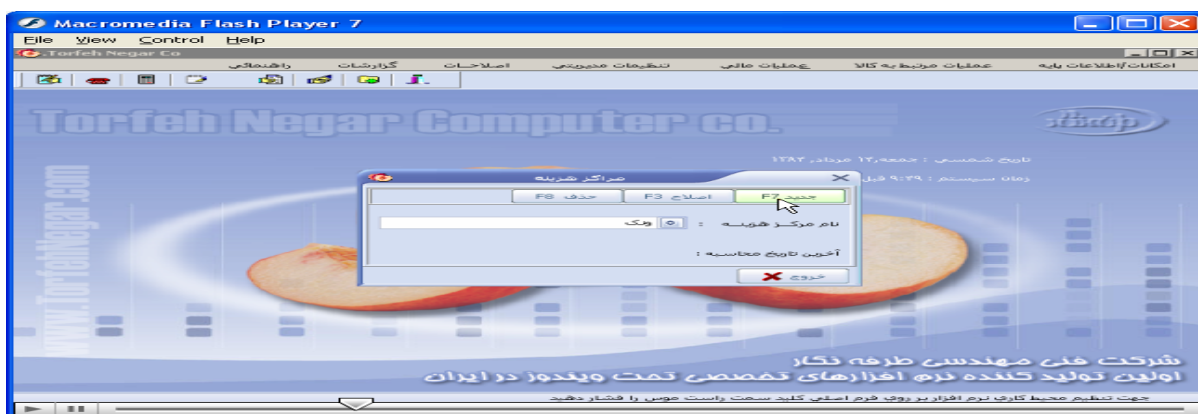 Macromedia Flash Player 7
File View Control Help
.Torfeh Negar Co
امکانات/اطلاعات پایه عملیات مرتبط به کالا عملیات مالی تنظیمات مدیریتی اصلاحات گزارشات راهنمائی
Torfeh Negar Computer co.
تاریخ شمسی : جمعه, ۱۲ مرداد, ۱۳۸۲
زمان سیستم : ۹:۳۹ قبل
مراکز هزینه
جدید F7 اصلاح F3 حذف F8
نام مرکز هزینه : ونک
آخرین تاریخ محاسبه :
خروج
www.TorfehNegar.com
شرکت فنی مهندسی طرفه نگار
اولین تولید کننده نرم افزارهای تخصصی تحت ویندوز در ایران
جهت تنظیم محیط کاری نرم افزار بر روی فرم اصلی کلید سمت راست موس را فشار دهید